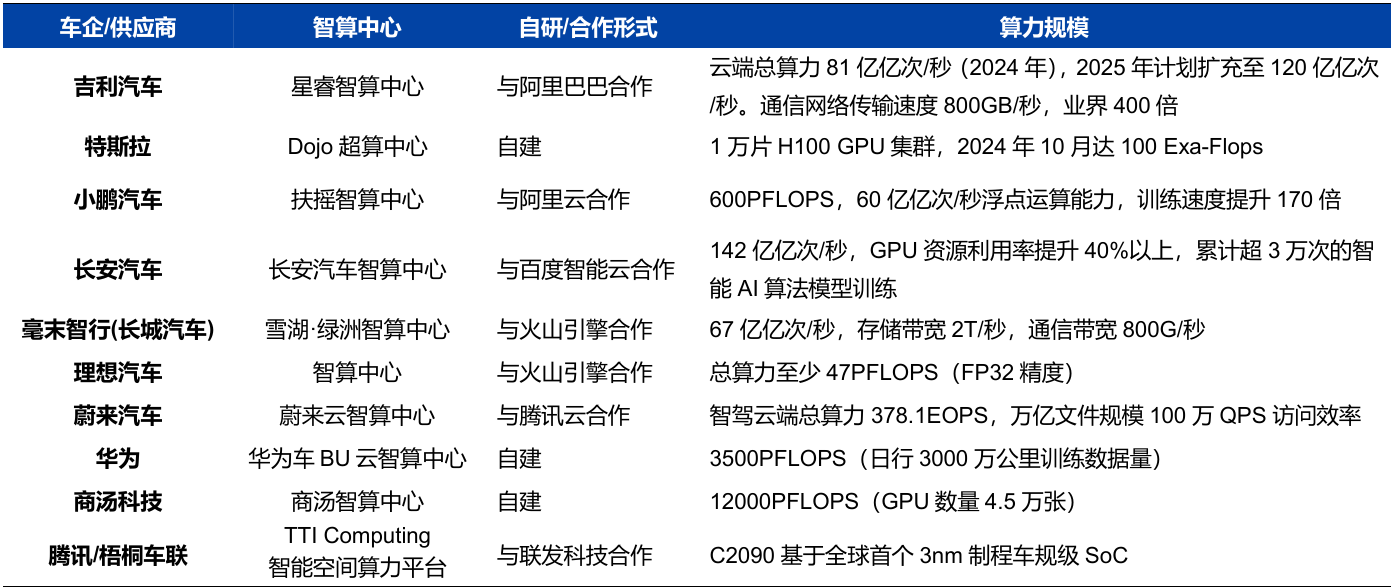 车企/供应商 智算中心 自研/合作形式 算力规模
吉利汽车 星睿智算中心 与阿里巴巴合作 云端总算力 81 亿亿次/秒（2024 年），2025 年计划扩充至 120 亿亿次
/秒。通信网络传输速度 800GB/秒，业界 400 倍
特斯拉 Dojo 超算中心 自建 1 万片 H100 GPU 集群，2024 年 10 月达 100 Exa-Flops
小鹏汽车 扶摇智算中心 与阿里云合作 600PFLOPS，60 亿亿次/秒浮点运算能力，训练速度提升 170 倍
长安汽车 长安汽车智算中心 与百度智能云合作 142 亿亿次/秒，GPU 资源利用率提升 40%以上，累计超 3 万次的智
能 AI 算法模型训练
毫末智行(长城汽车) 雪湖·绿洲智算中心 与火山引擎合作 67 亿亿次/秒，存储带宽 2T/秒，通信带宽 800G/秒
理想汽车 智算中心 与火山引擎合作 总算力至少 47PFLOPS（FP32 精度）
蔚来汽车 蔚来云智算中心 与腾讯云合作 智驾云端总算力 378.1EOPS，万亿文件规模 100 万 QPS 访问效率
华为 华为车 BU 云智算中心 自建 3500PFLOPS（日行 3000 万公里训练数据量）
商汤科技 商汤智算中心 自建 12000PFLOPS（GPU 数量 4.5 万张）
腾讯/梧桐车联 TTI Computing
智能空间算力平台 与联发科技合作 C2090 基于全球首个 3nm 制程车规级 SoC